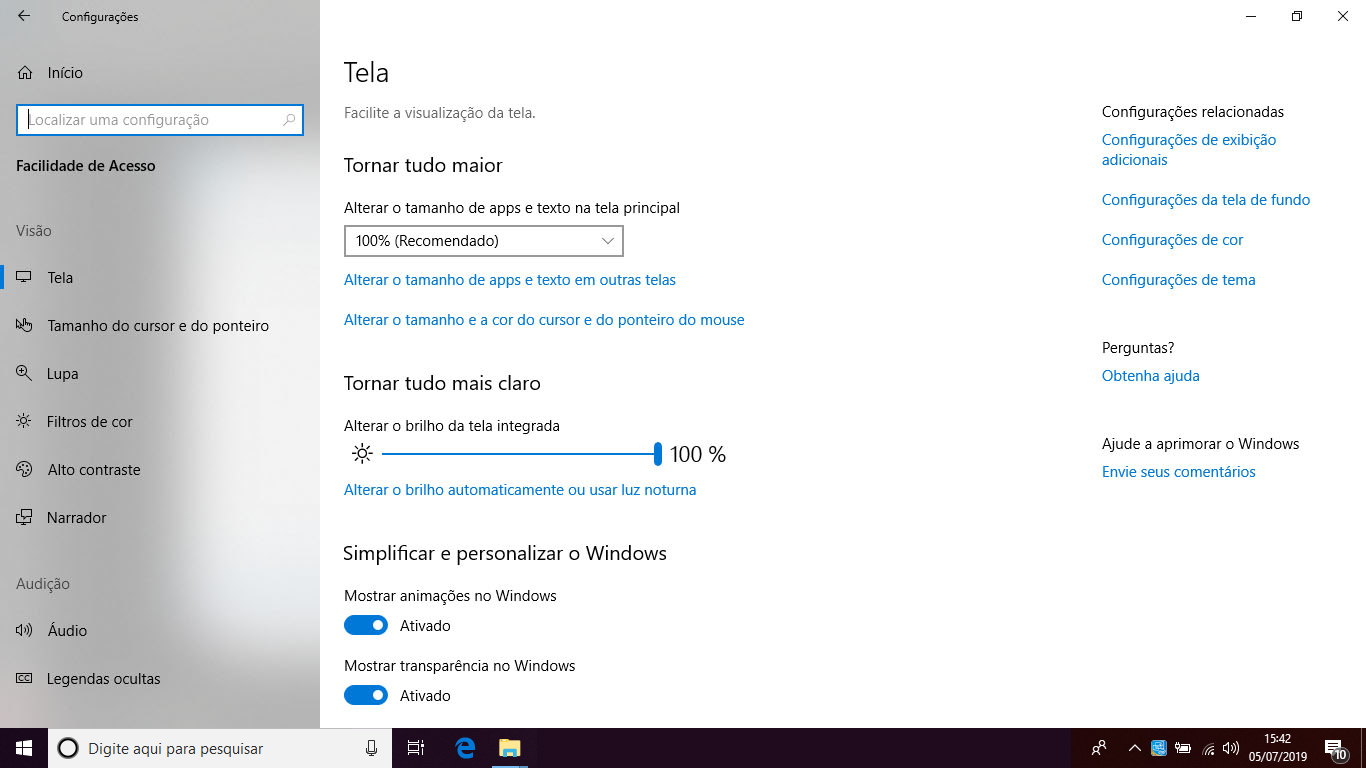 Configurações
Início
Localizar uma configuração
Facilidade de Acesso
Visão
Tela
Tamanho do cursor e do ponteiro
Lupa
Filtros de cor
Alto contraste
Narrador
Audição
Áudio
Legendas ocultas
Tela
Facilite a visualização da tela.
Tornar tudo maior
Alterar o tamanho de apps e texto na tela principal
100% (Recomendado)
Alterar o tamanho de apps e texto em outras telas
Alterar o tamanho e a cor do cursor e do ponteiro do mouse
Tornar tudo mais claro
Alterar o brilho da tela integrada
100 %
Alterar o brilho automaticamente ou usar luz noturna
Simplificar e personalizar o Windows
Mostrar animações no Windows
Ativado
Mostrar transparência no Windows
Ativado
Configurações relacionadas
Configurações de exibição
adicionais
Configurações da tela de fundo
Configurações de cor
Configurações de tema
Perguntas?
Obtenha ajuda
Ajude a aprimorar o Windows
Envie seus comentários
Digite aqui para pesquisar
15:42
05/07/2019
10